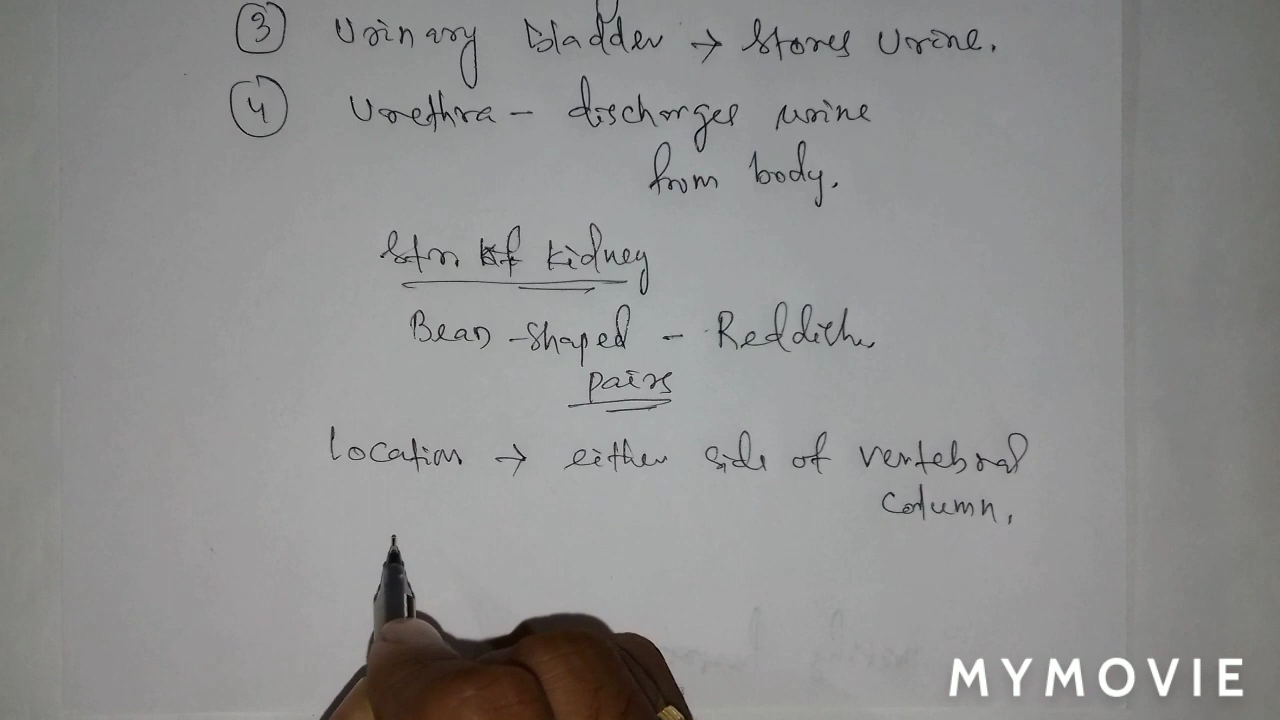 ③ Urinary Bladder → Stores Urine.
④ Urethra - discharges urine
from body.
Str. of kidney
Bean-shaped - Reddish
pairs
Location → either side of vertebral
column.
MYMOVIE